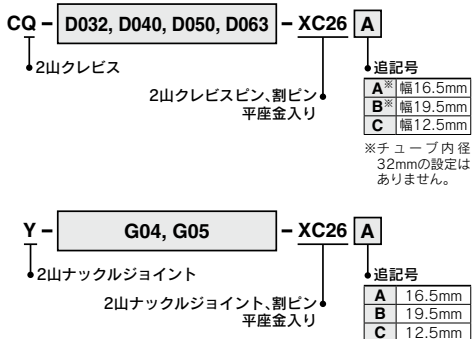 CQ – D032, D040, D050, D063 – XC26 A
2山クレビス
2山クレビスピン、割ピン
平座金入り
追記号
A※ 幅16.5mm
B※ 幅19.5mm
C 幅12.5mm
※チューブ内径
32mmの設定は
ありません。
Y – G04, G05 – XC26 A
2山ナックルジョイント
2山ナックルジョイント、割ピン
平座金入り
追記号
A 16.5mm
B 19.5mm
C 12.5mm